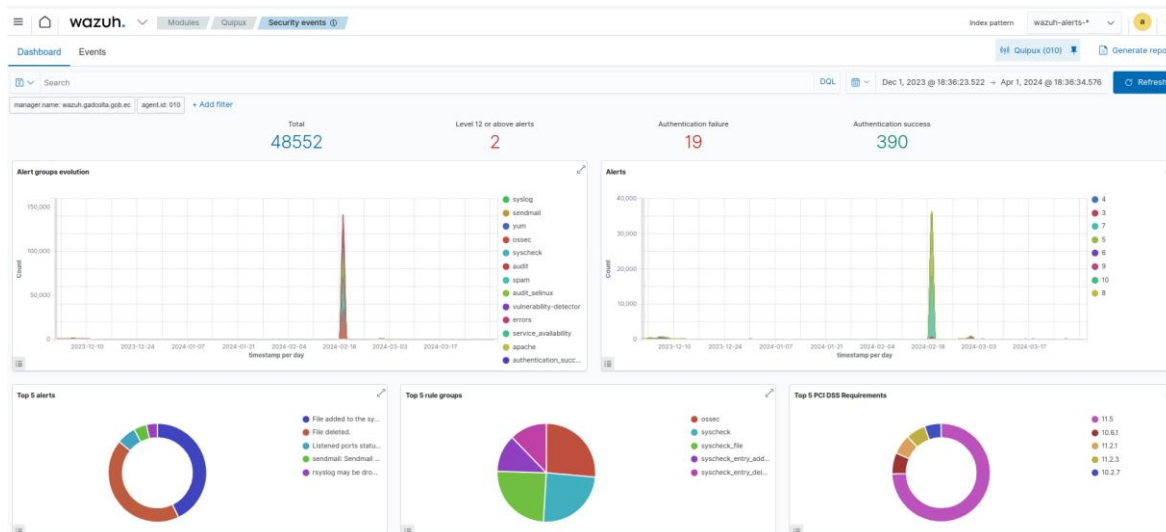 wazuh. Modules Quipux Security events Index pattern wazuh-alerts-* a
Dashboard Events Quipux (010) Generate repo
Search DQL Dec 1, 2023 @ 18:36:23.522 → Apr 1, 2024 @ 18:36:34.576 Refresh
manager.name: wazuh.gadcolta.gob.ec agent.id: 010 + Add filter
Total Level 12 or above alerts Authentication failure Authentication success
48552 2 19 390
Alert groups evolution
150,000
100,000
50,000
0
Count
2023-12-10 2023-12-24 2024-01-07 2024-01-21 2024-02-04 2024-02-18 2024-03-03 2024-03-17
timestamp per day
syslog
sendmail
yum
ossec
syscheck
audit
spam
audit_selinux
vulnerability-detector
errors
service_availability
apache
authentication_succ...
Alerts
40,000
30,000
20,000
10,000
0
Count
2023-12-10 2023-12-24 2024-01-07 2024-01-21 2024-02-04 2024-02-18 2024-03-03 2024-03-17
timestamp per day
4
3
7
5
6
9
10
8
Top 5 alerts
File added to the sy...
File deleted.
Listened ports statu...
sendmail: Sendmail ...
rsyslog may be dro...
Top 5 rule groups
ossec
syscheck
syscheck_file
syscheck_entry_add...
syscheck_entry_del...
Top 5 PCI DSS Requirements
11.5
10.6.1
11.2.1
11.2.3
10.2.7